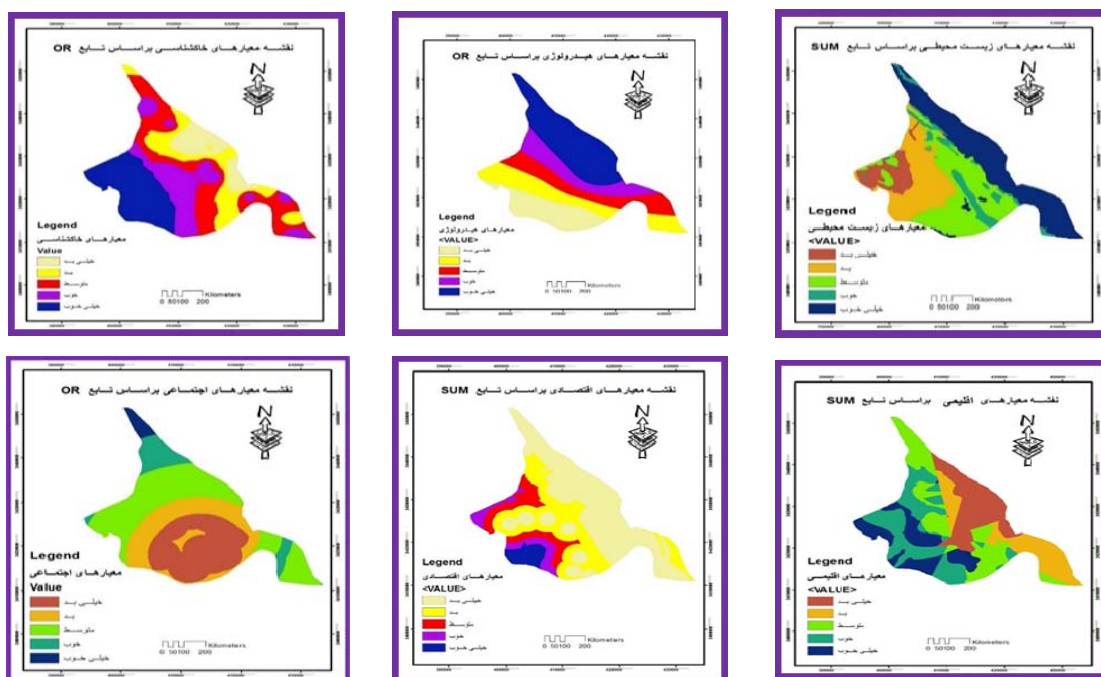 نقشه معیارهای خاکشناسی براساس تابع OR
N
Legend
معیارهای خاکشناسی
Value
خیلی بد
بد
متوسط
خوب
خیلی خوب
0 50100 200 Kilometers
نقشه معیارهای هیدرولوژی براساس تابع OR
N
Legend
معیارهای هیدرولوژی
<VALUE>
خیلی بد
بد
متوسط
خوب
خیلی خوب
0 50100 200 Kilometers
نقشه معیارهای زیست محیطی براساس تابع SUM
N
Legend
معیارهای زیست محیطی
<VALUE>
خیلی بد
بد
متوسط
خوب
خیلی خوب
0 50100 200 Kilometers
نقشه معیارهای اجتماعی براساس تابع OR
N
Legend
معیارهای اجتماعی
Value
خیلی بد
بد
متوسط
خوب
خیلی خوب
0 50100 200 Kilometers
نقشه معیارهای اقتصادی براساس تابع SUM
N
Legend
معیارهای اقتصادی
<VALUE>
خیلی بد
بد
متوسط
خوب
خیلی خوب
0 50100 200 Kilometers
نقشه معیارهای اقلیمی براساس تابع SUM
N
Legend
معیارهای اقلیمی
<VALUE>
خیلی بد
بد
متوسط
خوب
خیلی خوب
0 50100 200 Kilometers